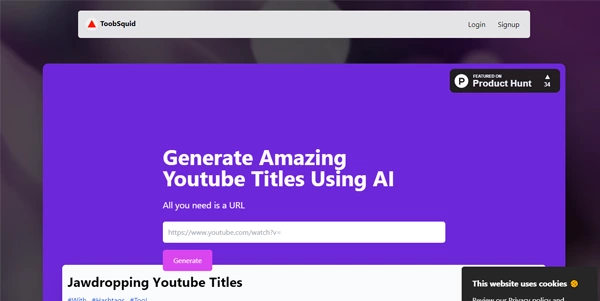 ToobSquid
Login Signup
FEATURED ON
Product Hunt
34
Generate Amazing
Youtube Titles Using AI
All you need is a URL
https://www.youtube.com/watch?v=
Generate
Jawdropping Youtube Titles
#With #Hashtags #Too!
This website uses cookies
Review our Privacy policy and